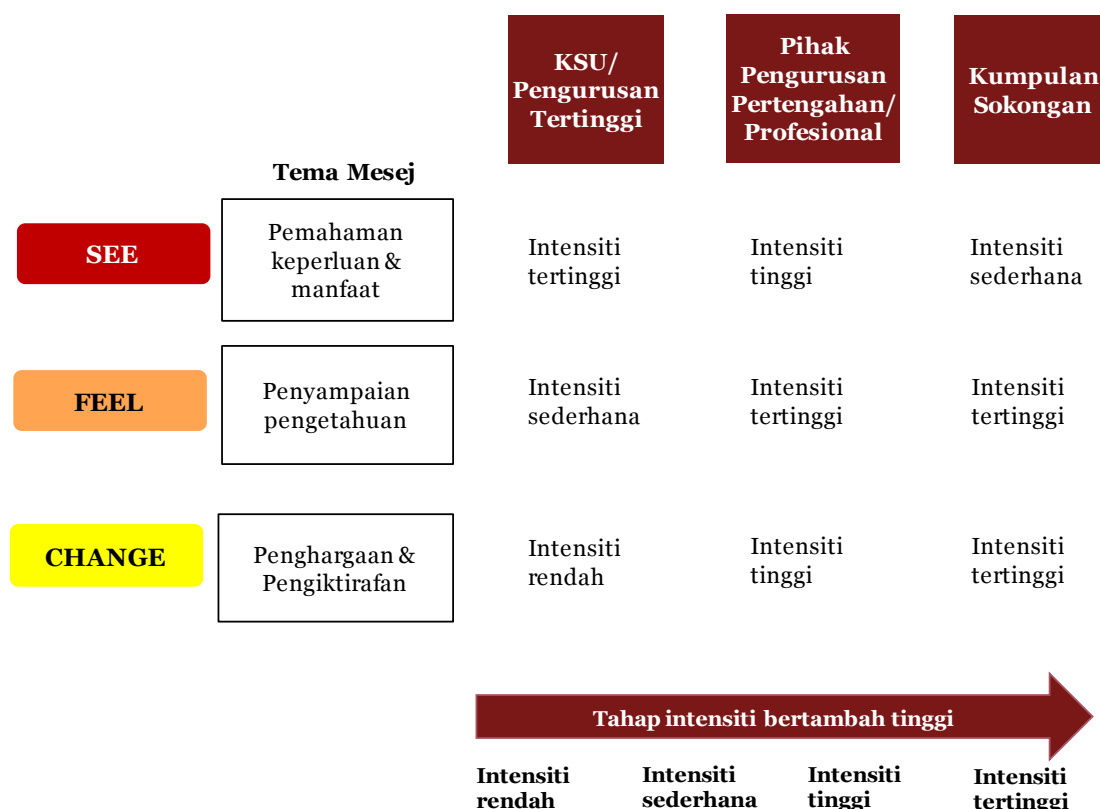 KSU/
Pengurusan
Tertinggi
Pihak
Pengurusan
Pertengahan/
Profesional
Kumpulan
Sokongan
Tema Mesej
SEE
Pemahaman
keperluan &
manfaat
Intensiti
tertinggi
Intensiti
tinggi
Intensiti
sederhana
FEEL
Penyampaian
pengetahuan
Intensiti
sederhana
Intensiti
tertinggi
Intensiti
tertinggi
CHANGE
Penghargaan &
Pengiktirafan
Intensiti
rendah
Intensiti
tinggi
Intensiti
tertinggi
Tahap intensiti bertambah tinggi
Intensiti
rendah
Intensiti
sederhana
Intensiti
tinggi
Intensiti
tertinggi